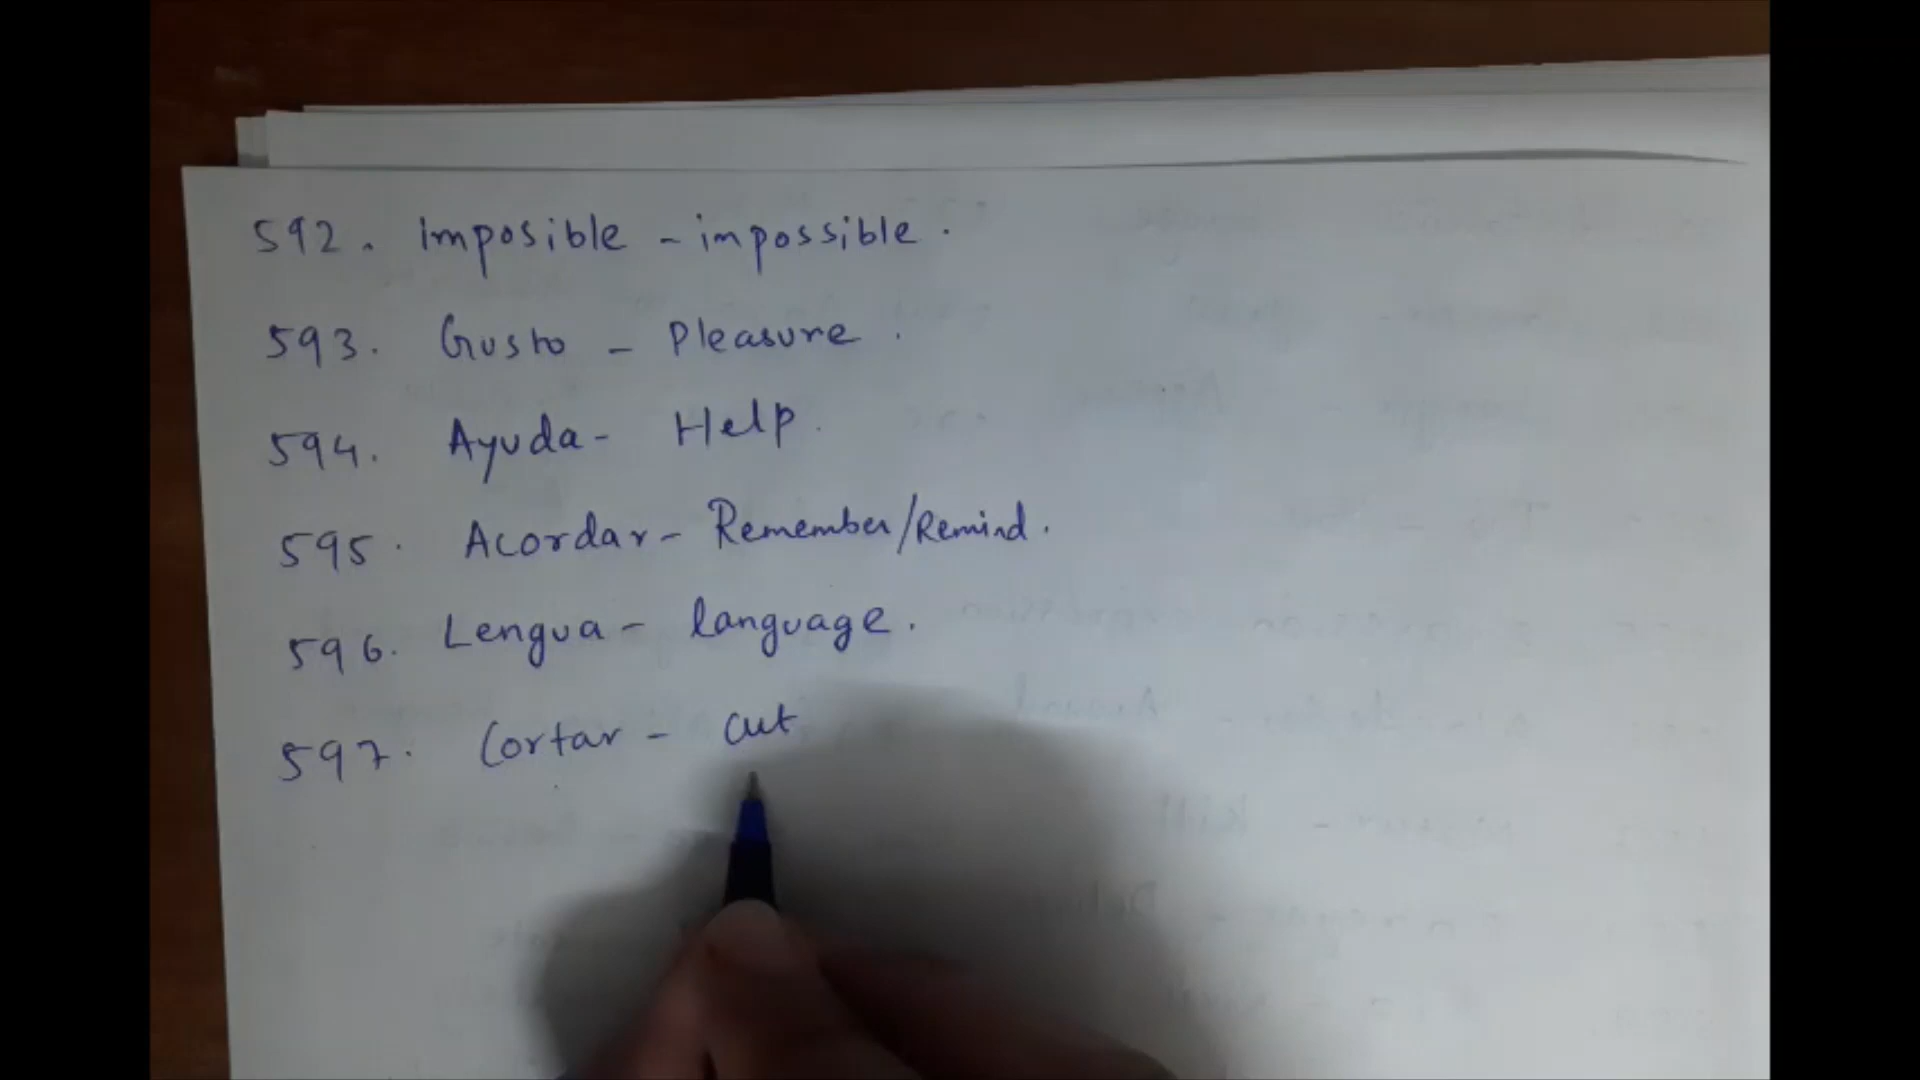 592. Imposible - impossible.
593. Gusto - Pleasure.
594. Ayuda - Help.
595. Acordar - Remember/Remind.
596. Lengua - language.
597. Cortar - cut